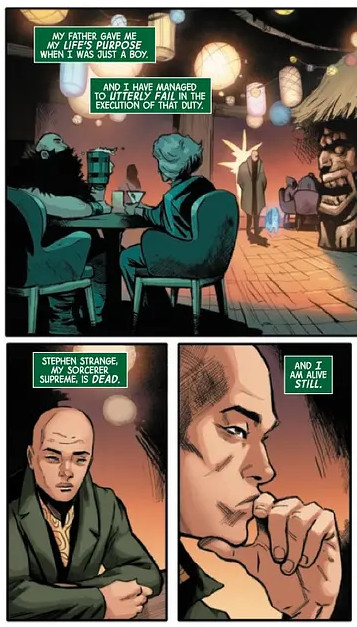 MY FATHER GAVE ME
MY LIFE'S PURPOSE
WHEN I WAS JUST A BOY.
AND I HAVE MANAGED
TO UTTERLY FAIL IN THE
EXECUTION OF THAT DUTY.
STEPHEN STRANGE,
MY SORCERER
SUPREME, IS DEAD.
AND I
AM ALIVE
STILL.